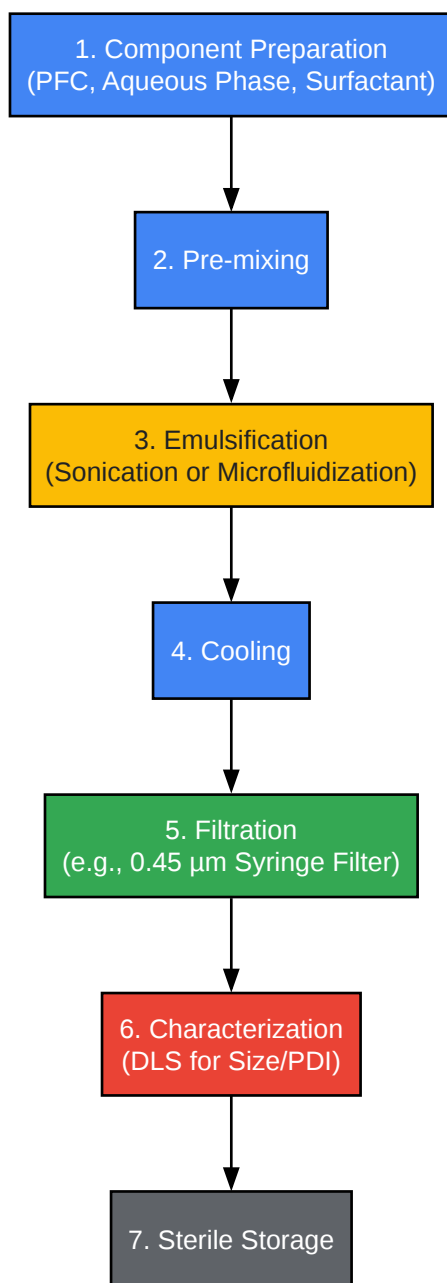 1. Component Preparation
(PFC, Aqueous Phase, Surfactant)
2. Pre-mixing
3. Emulsification
(Sonication or Microfluidization)
4. Cooling
5. Filtration
(e.g., 0.45 µm Syringe Filter)
6. Characterization
(DLS for Size/PDI)
7. Sterile Storage